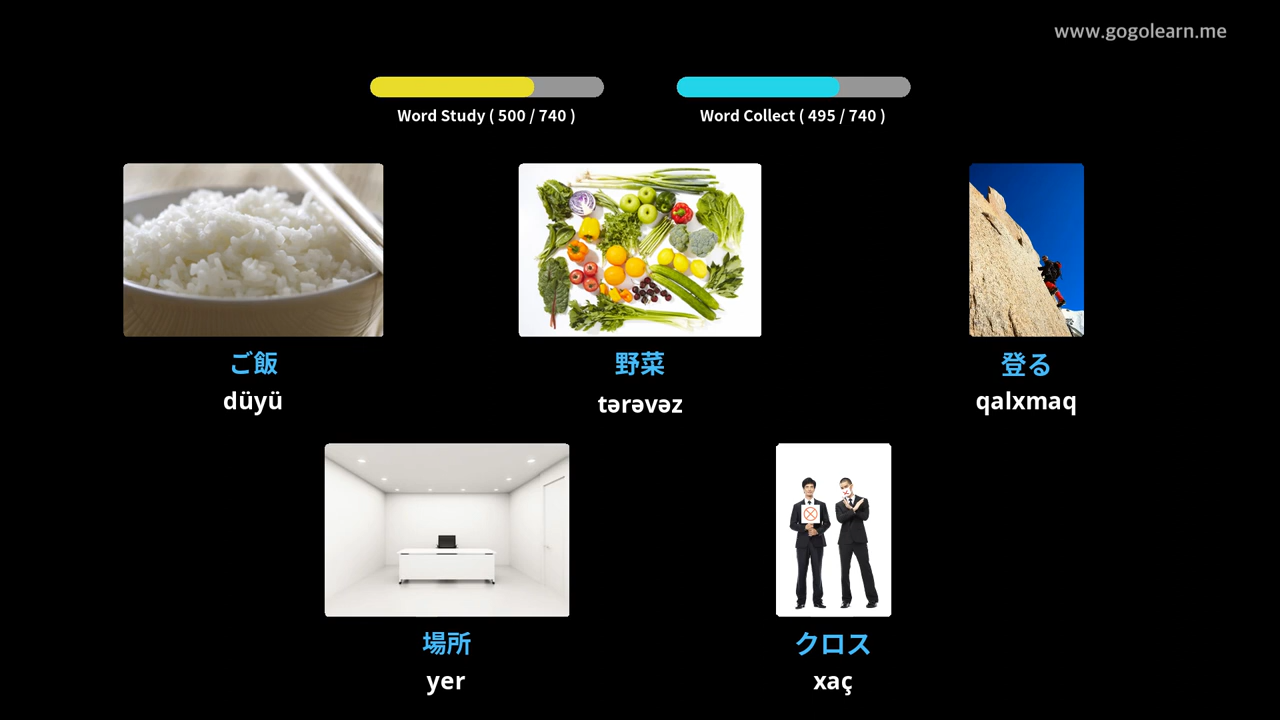 www.gogolearn.me
Word Study ( 500 / 740 )
Word Collect ( 495 / 740 )
ご飯
düyü
野菜
tərəvəz
登る
qalxmaq
場所
yer
クロス
xaç